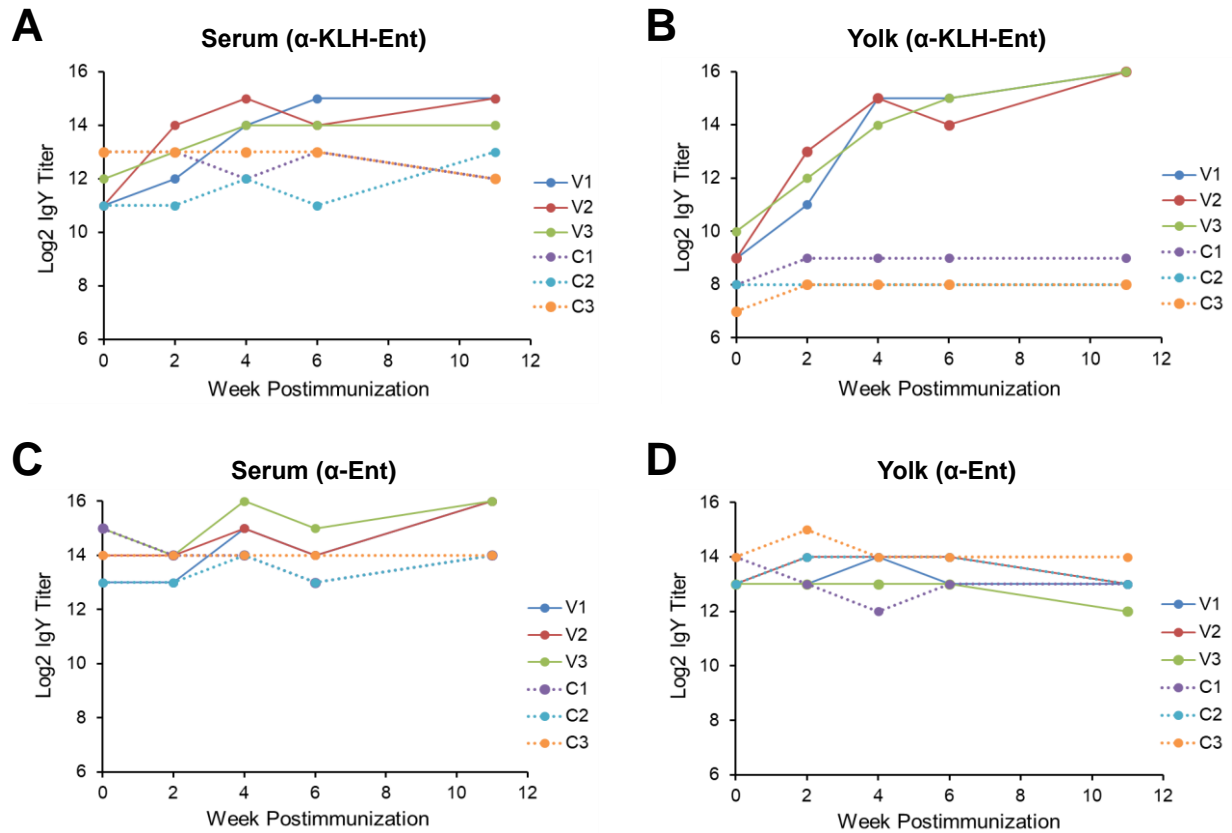 A
Serum (α-KLH-Ent)
Log2 IgY Titer
16
14
12
10
8
6
0 2 4 6 8 10 12
Week Postimmunization
V1
V2
V3
C1
C2
C3
B
Yolk (α-KLH-Ent)
Log2 IgY Titer
16
14
12
10
8
6
0 2 4 6 8 10 12
Week Postimmunization
V1
V2
V3
C1
C2
C3
C
Serum (α-Ent)
Log2 IgY Titer
16
14
12
10
8
6
0 2 4 6 8 10 12
Week Postimmunization
V1
V2
V3
C1
C2
C3
D
Yolk (α-Ent)
Log2 IgY Titer
16
14
12
10
8
6
0 2 4 6 8 10 12
Week Postimmunization
V1
V2
V3
C1
C2
C3